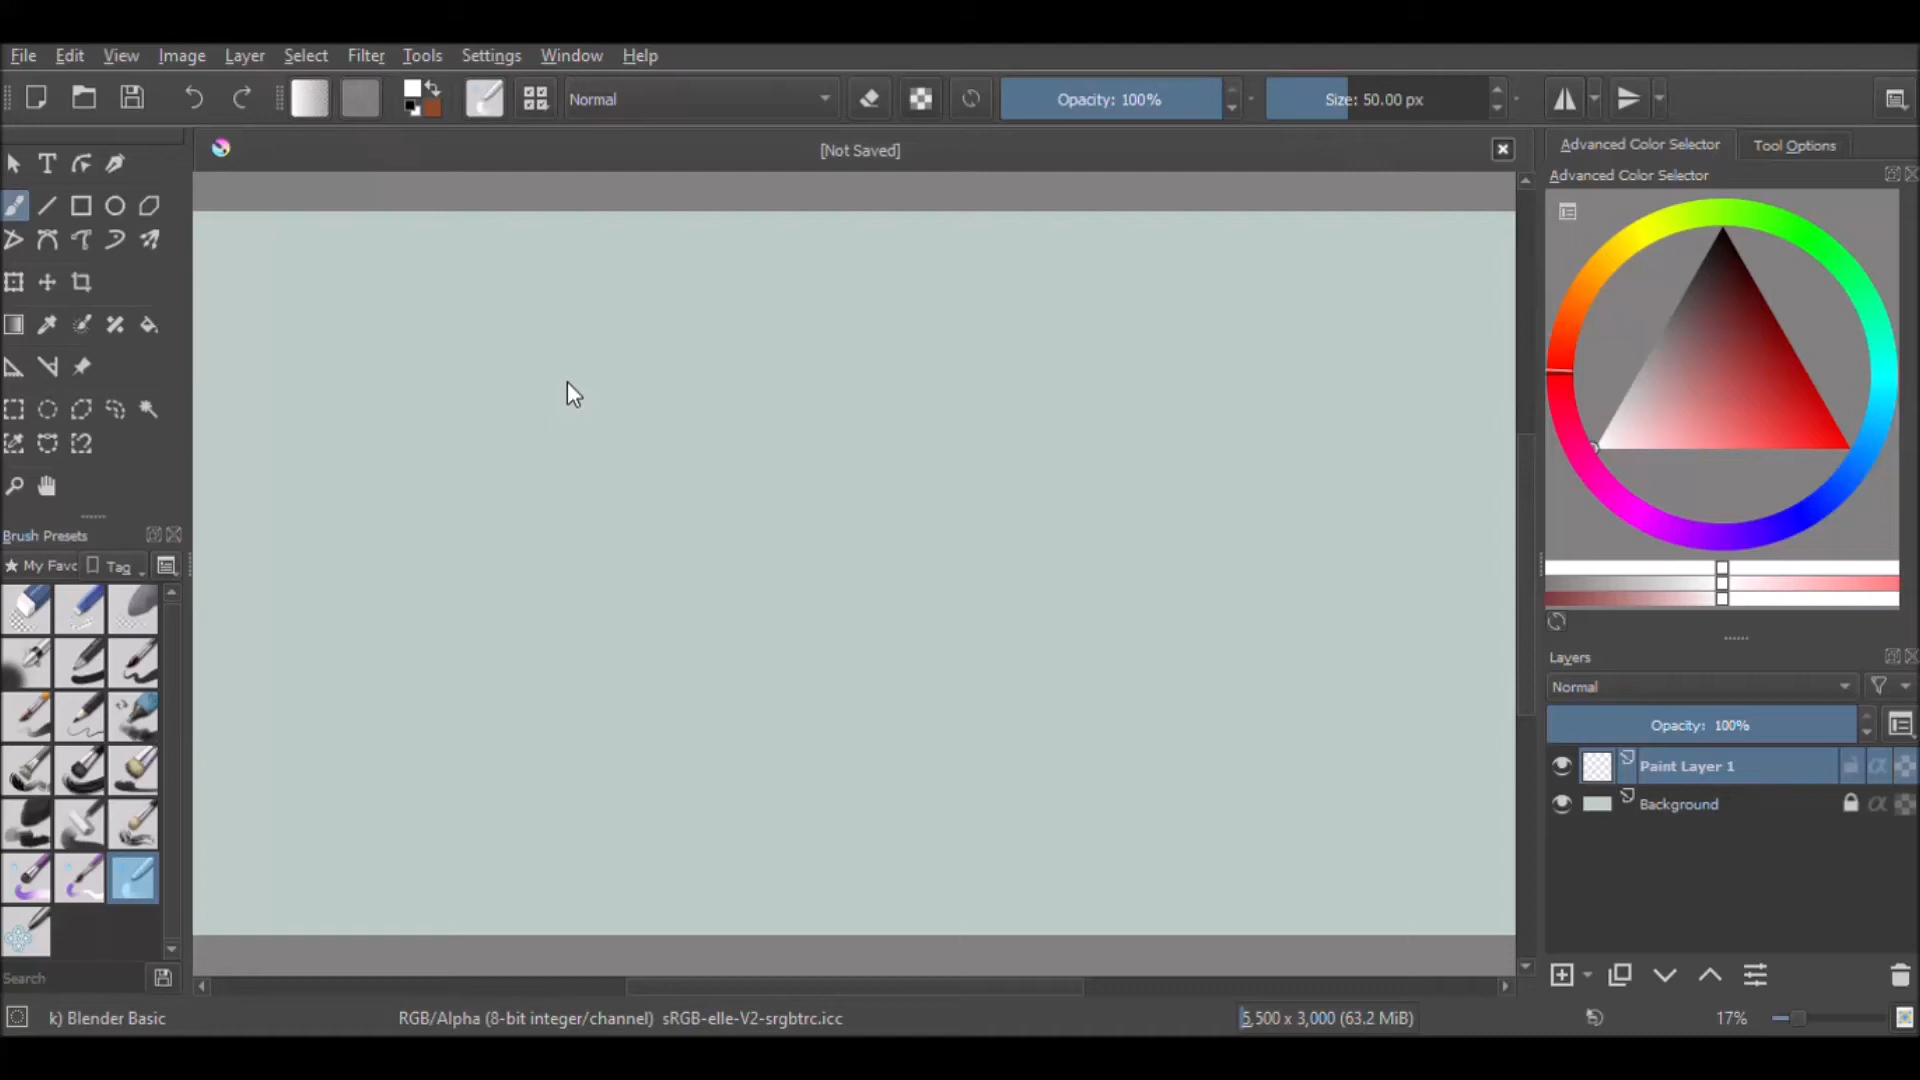 File Edit View Image Layer Select Filter Tools Settings Window Help
Normal Opacity: 100% Size: 50.00 px
[Not Saved]
Advanced Color Selector Tool Options
Advanced Color Selector
Brush Presets
My Favc Tag
Layers
Normal
Opacity: 100%
Paint Layer 1
Background
Search
k) Blender Basic RGB/Alpha (8-bit integer/channel) sRGB-elle-V2-srgbtrc.icc 5,500 x 3,000 (63.2 MiB) 17%